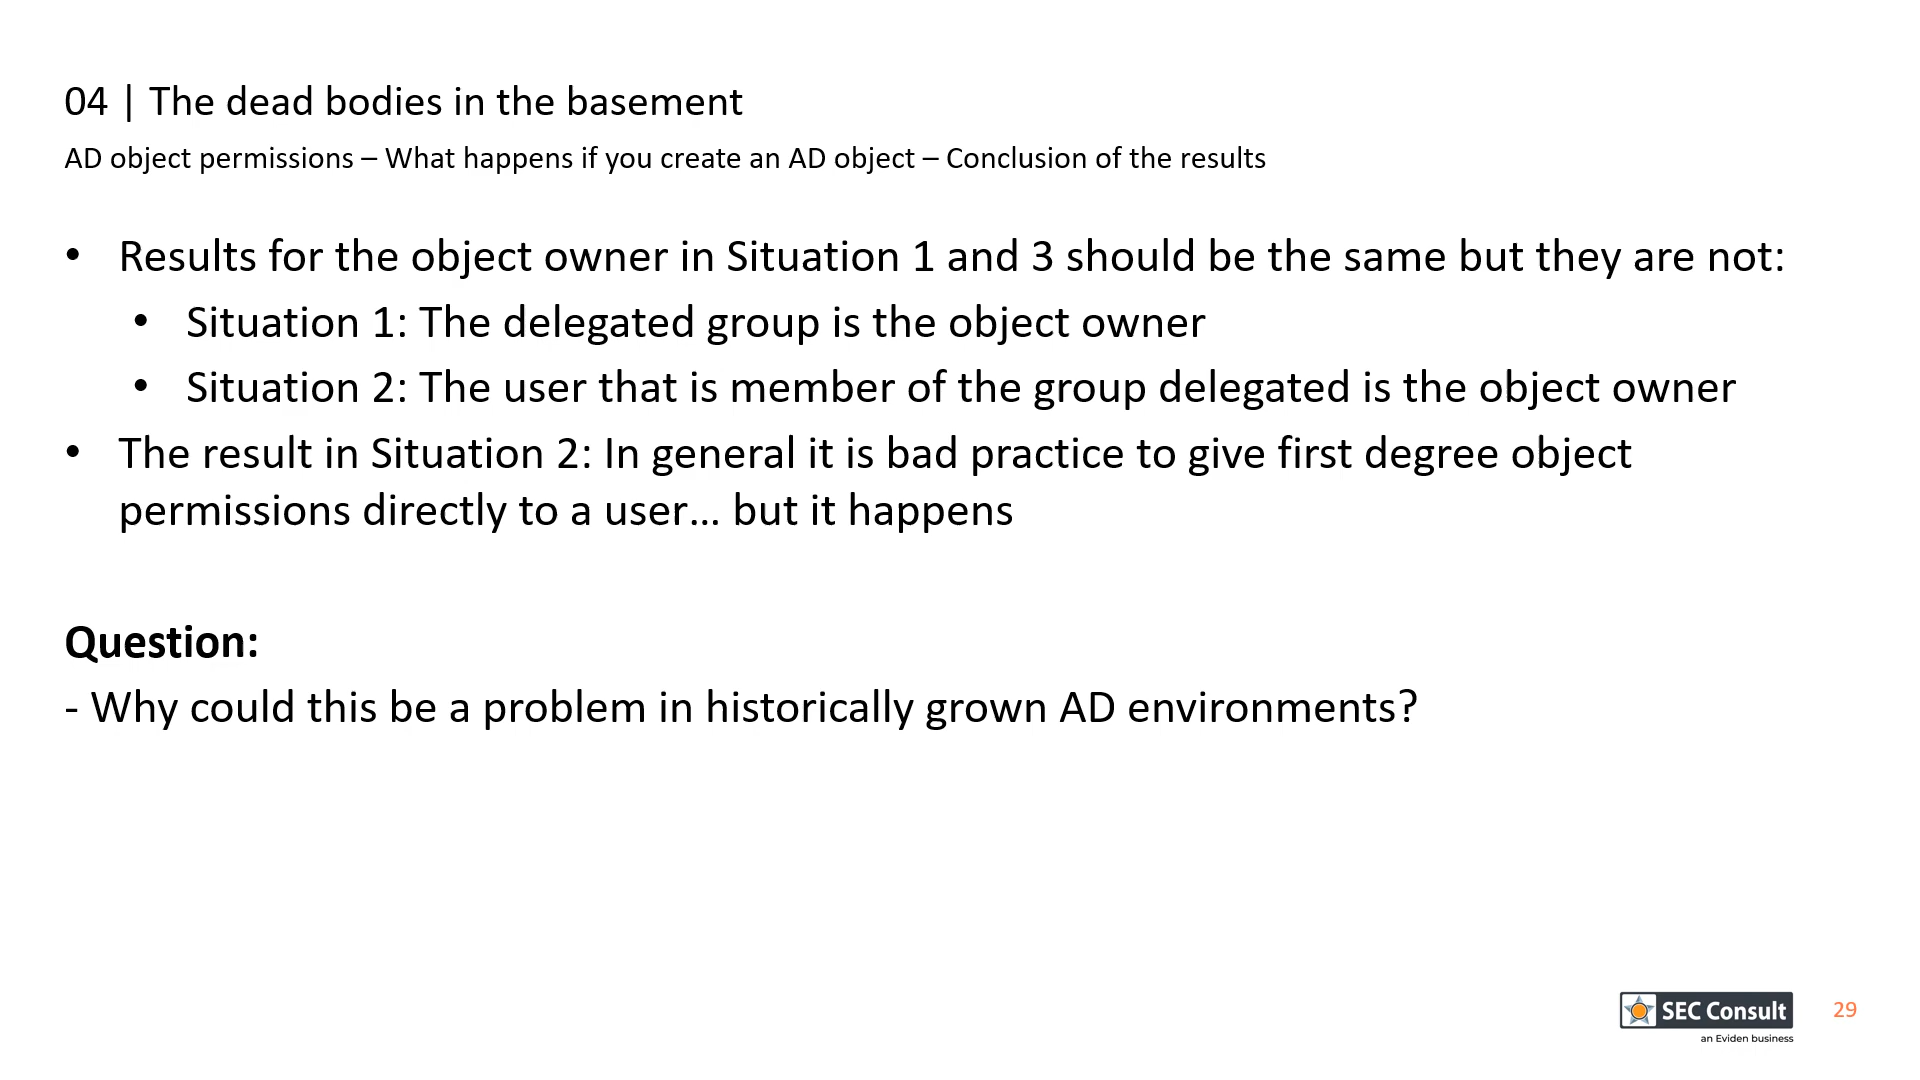 04 | The dead bodies in the basement
AD object permissions – What happens if you create an AD object – Conclusion of the results
• Results for the object owner in Situation 1 and 3 should be the same but they are not:
• Situation 1: The delegated group is the object owner
• Situation 2: The user that is member of the group delegated is the object owner
• The result in Situation 2: In general it is bad practice to give first degree object
permissions directly to a user… but it happens
Question:
- Why could this be a problem in historically grown AD environments?
SEC Consult
an Eviden business
29